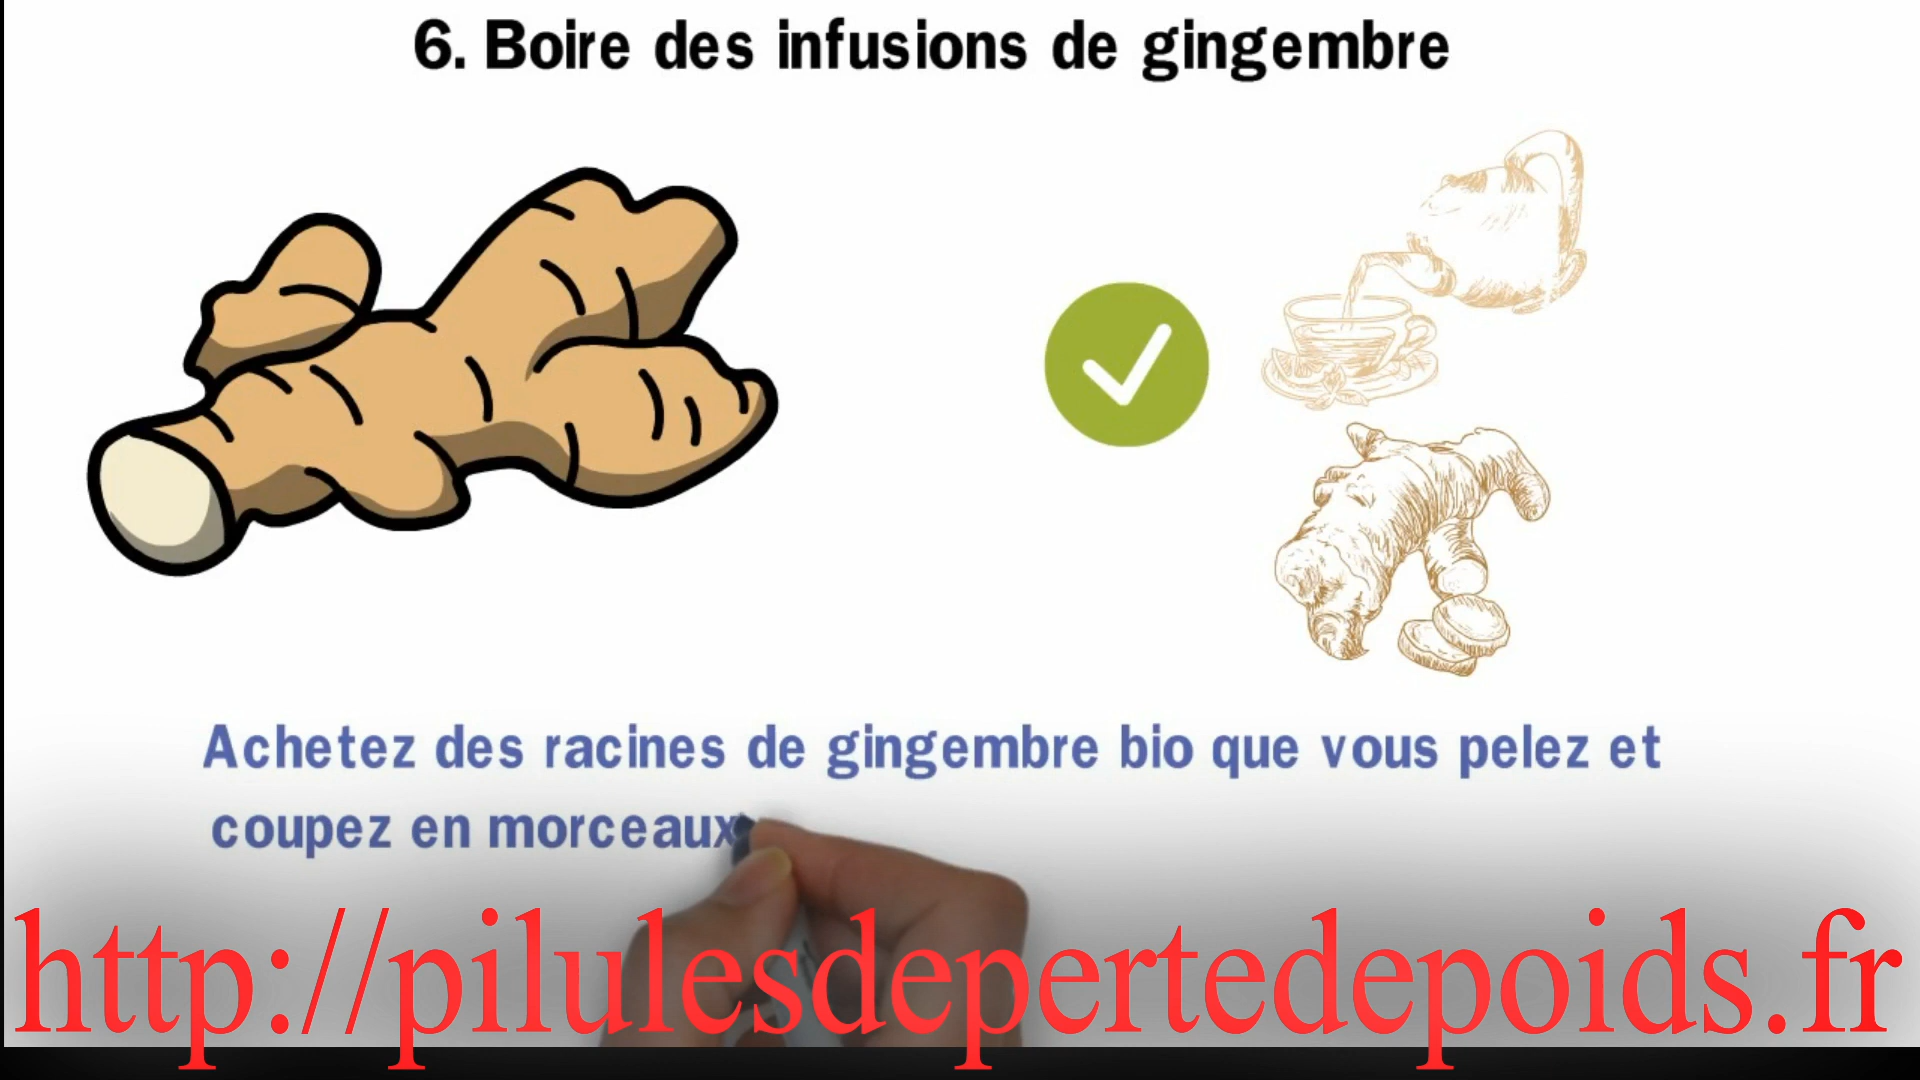 6. Boire des infusions de gingembre
Achetez des racines de gingembre bio que vous pelez et
coupez en morceaux
http://pilulesdepertedepoids.fr